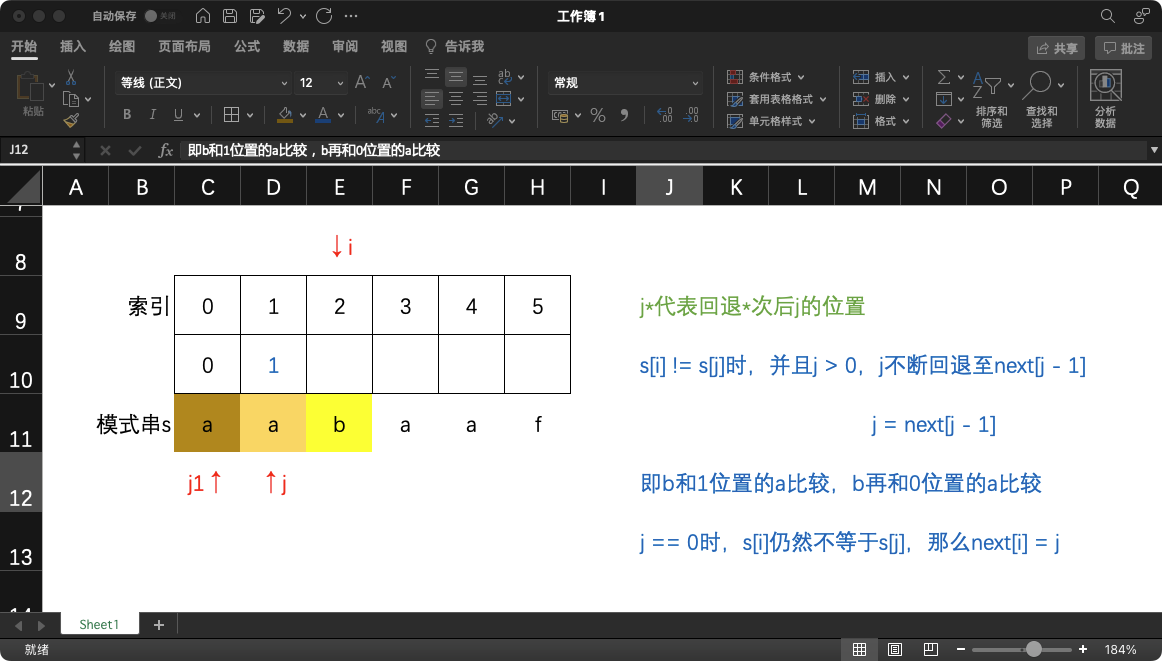 自动保存 关闭 工作簿1
开始 插入 绘图 页面布局 公式 数据 审阅 视图 告诉我 共享 批注
粘贴 等线 (正文) 12 常规 条件格式 套用表格格式 单元格样式 插入 删除 格式 排序和筛选 查找和选择 分析数据
J12 fx 即b和1位置的a比较，b再和0位置的a比较
A B C D E F G H I J K L M N O P Q
8 ↓i
9 索引 0 1 2 3 4 5 j*代表回退*次后j的位置
10 0 1 s[i] != s[j]时，并且j > 0，j不断回退至next[j - 1]
11 模式串s a a b a a f j = next[j - 1]
12 j1↑ ↑j 即b和1位置的a比较，b再和0位置的a比较
13 j == 0时，s[i]仍然不等于s[j]，那么next[i] = j
Sheet1 +
就绪 184%